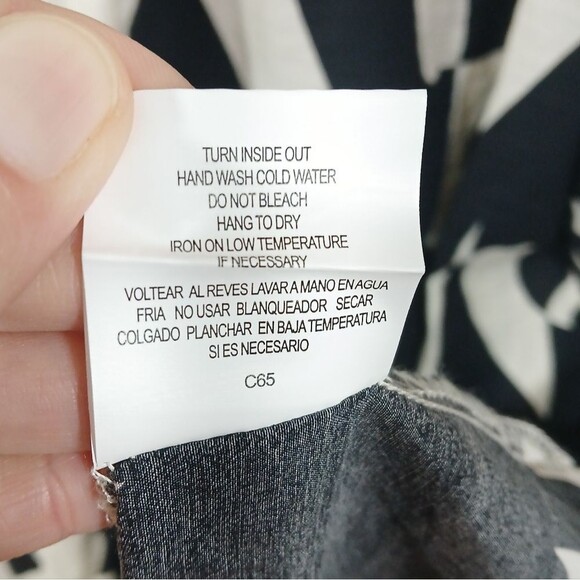 TURN INSIDE OUT
HAND WASH COLD WATER
DO NOT BLEACH
HANG TO DRY
IRON ON LOW TEMPERATURE
IF NECESSARY
VOLTEAR AL REVES LAVAR A MANO EN AGUA
FRIA NO USAR BLANQUEADOR SECAR
COLGADO PLANCHAR EN BAJA TEMPERATURA
SI ES NECESARIO
C65